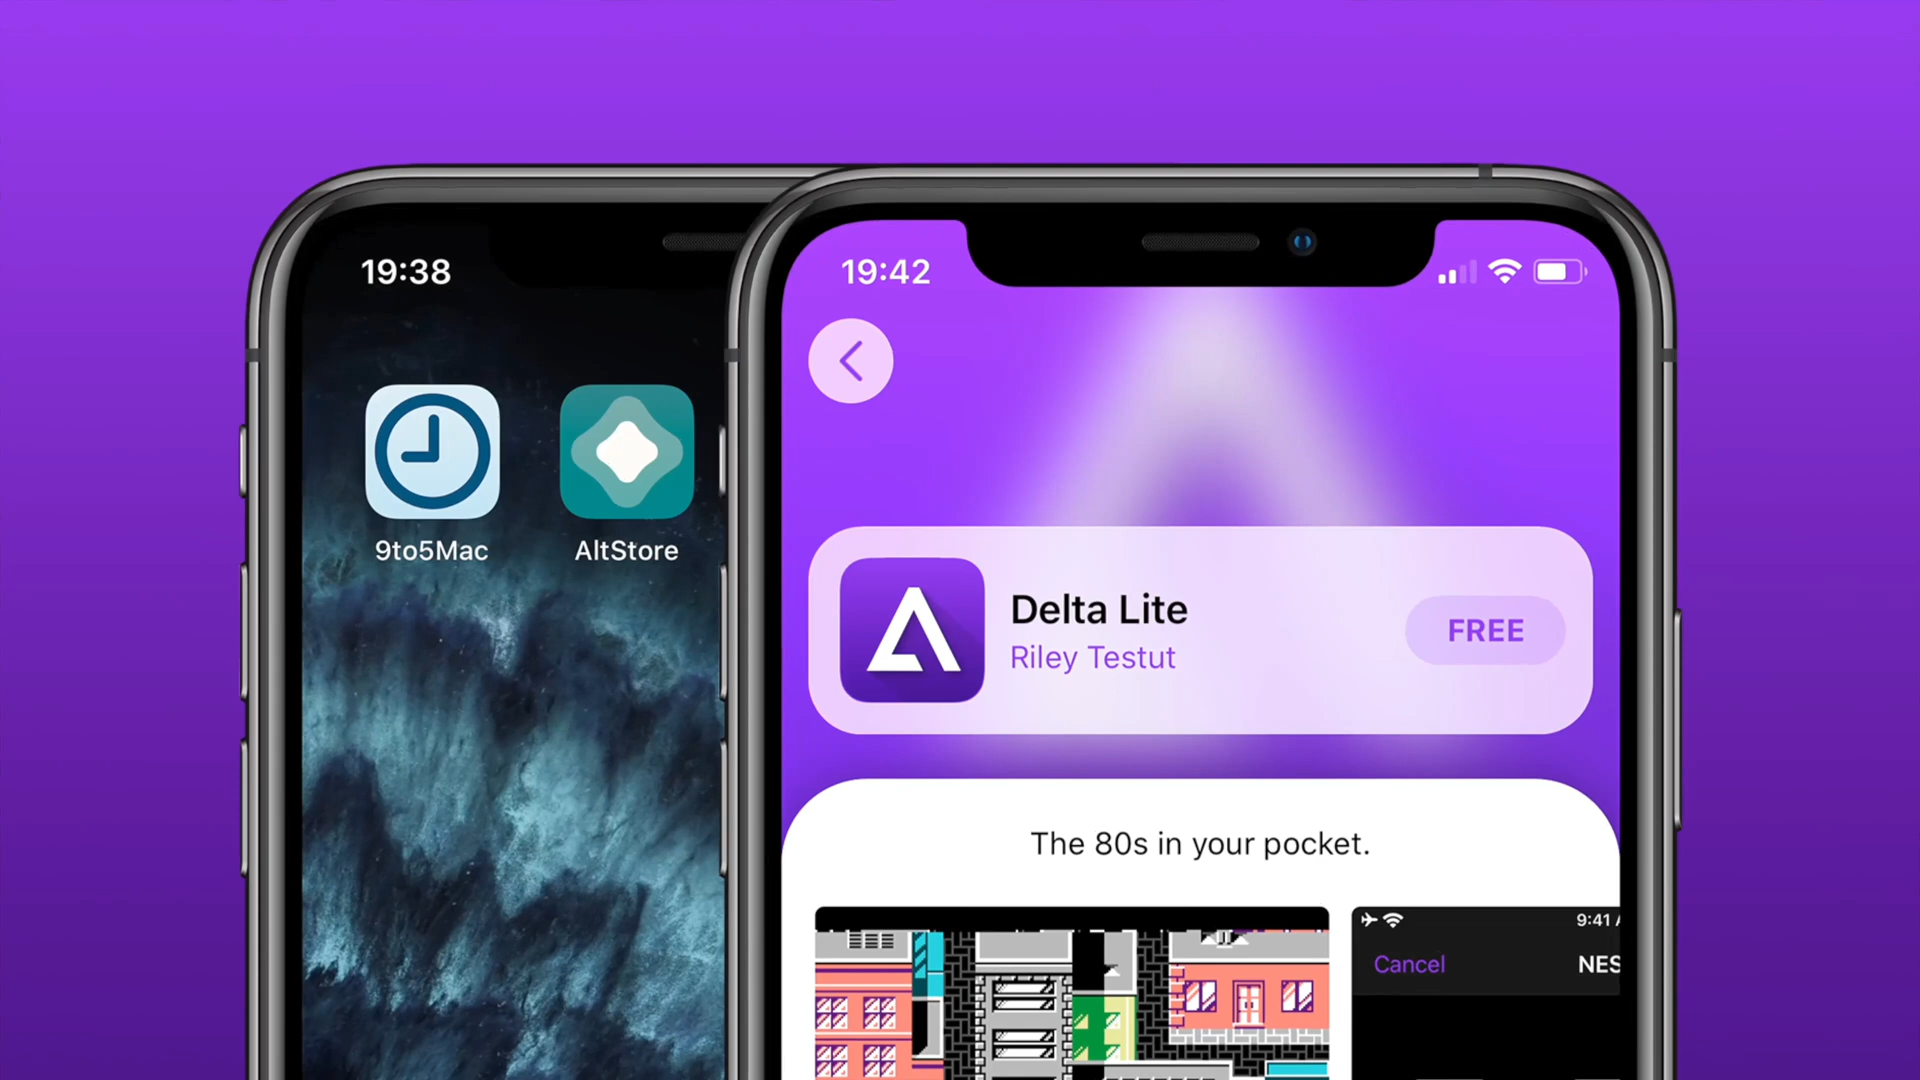 19:38
9to5Mac
AltStore
19:42
Delta Lite
Riley Testut
FREE
The 80s in your pocket.
9:41
Cancel
NES